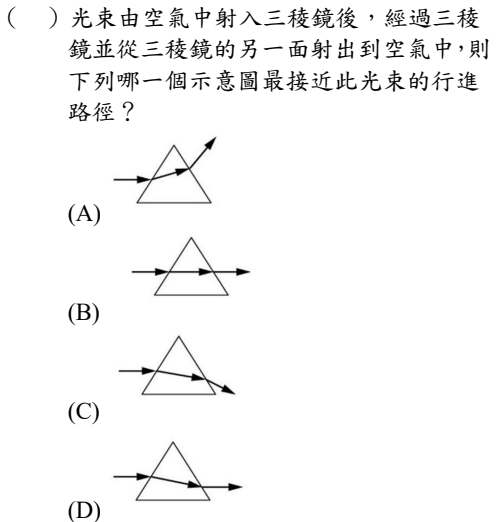 （　）光束由空氣中射入三稜鏡後，經過三稜
鏡並從三稜鏡的另一面射出到空氣中，則
下列哪一個示意圖最接近此光束的行進
路徑？
(A)
(B)
(C)
(D)